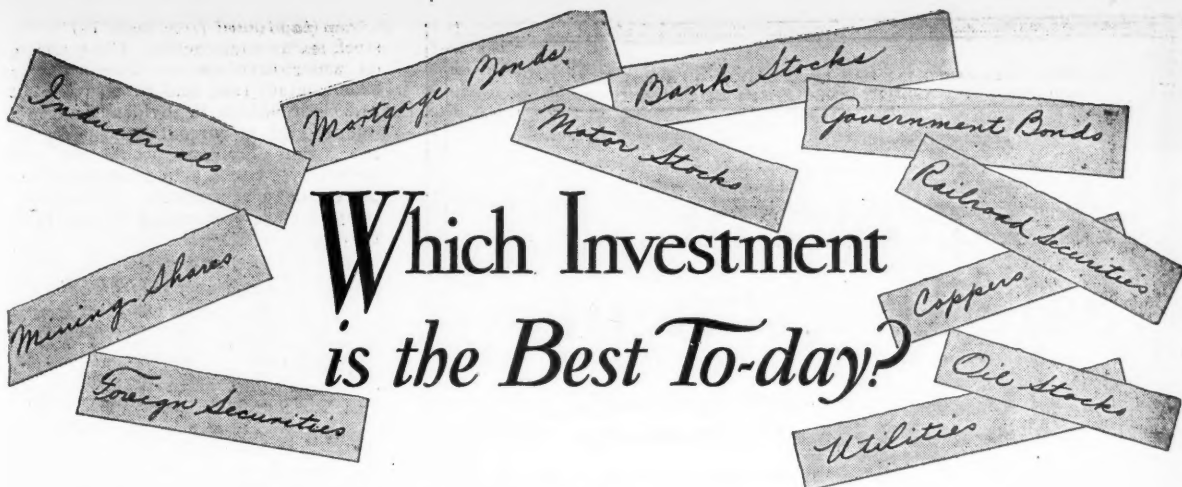 Industrials
Mortgage Bonds.
Bank Stocks
Motor Stocks
Government Bonds
Railroad Securities
Which Investment
is the Best To-day?
Mining Shares
Coppers
Foreign Securities
Oil Stocks
Utilities